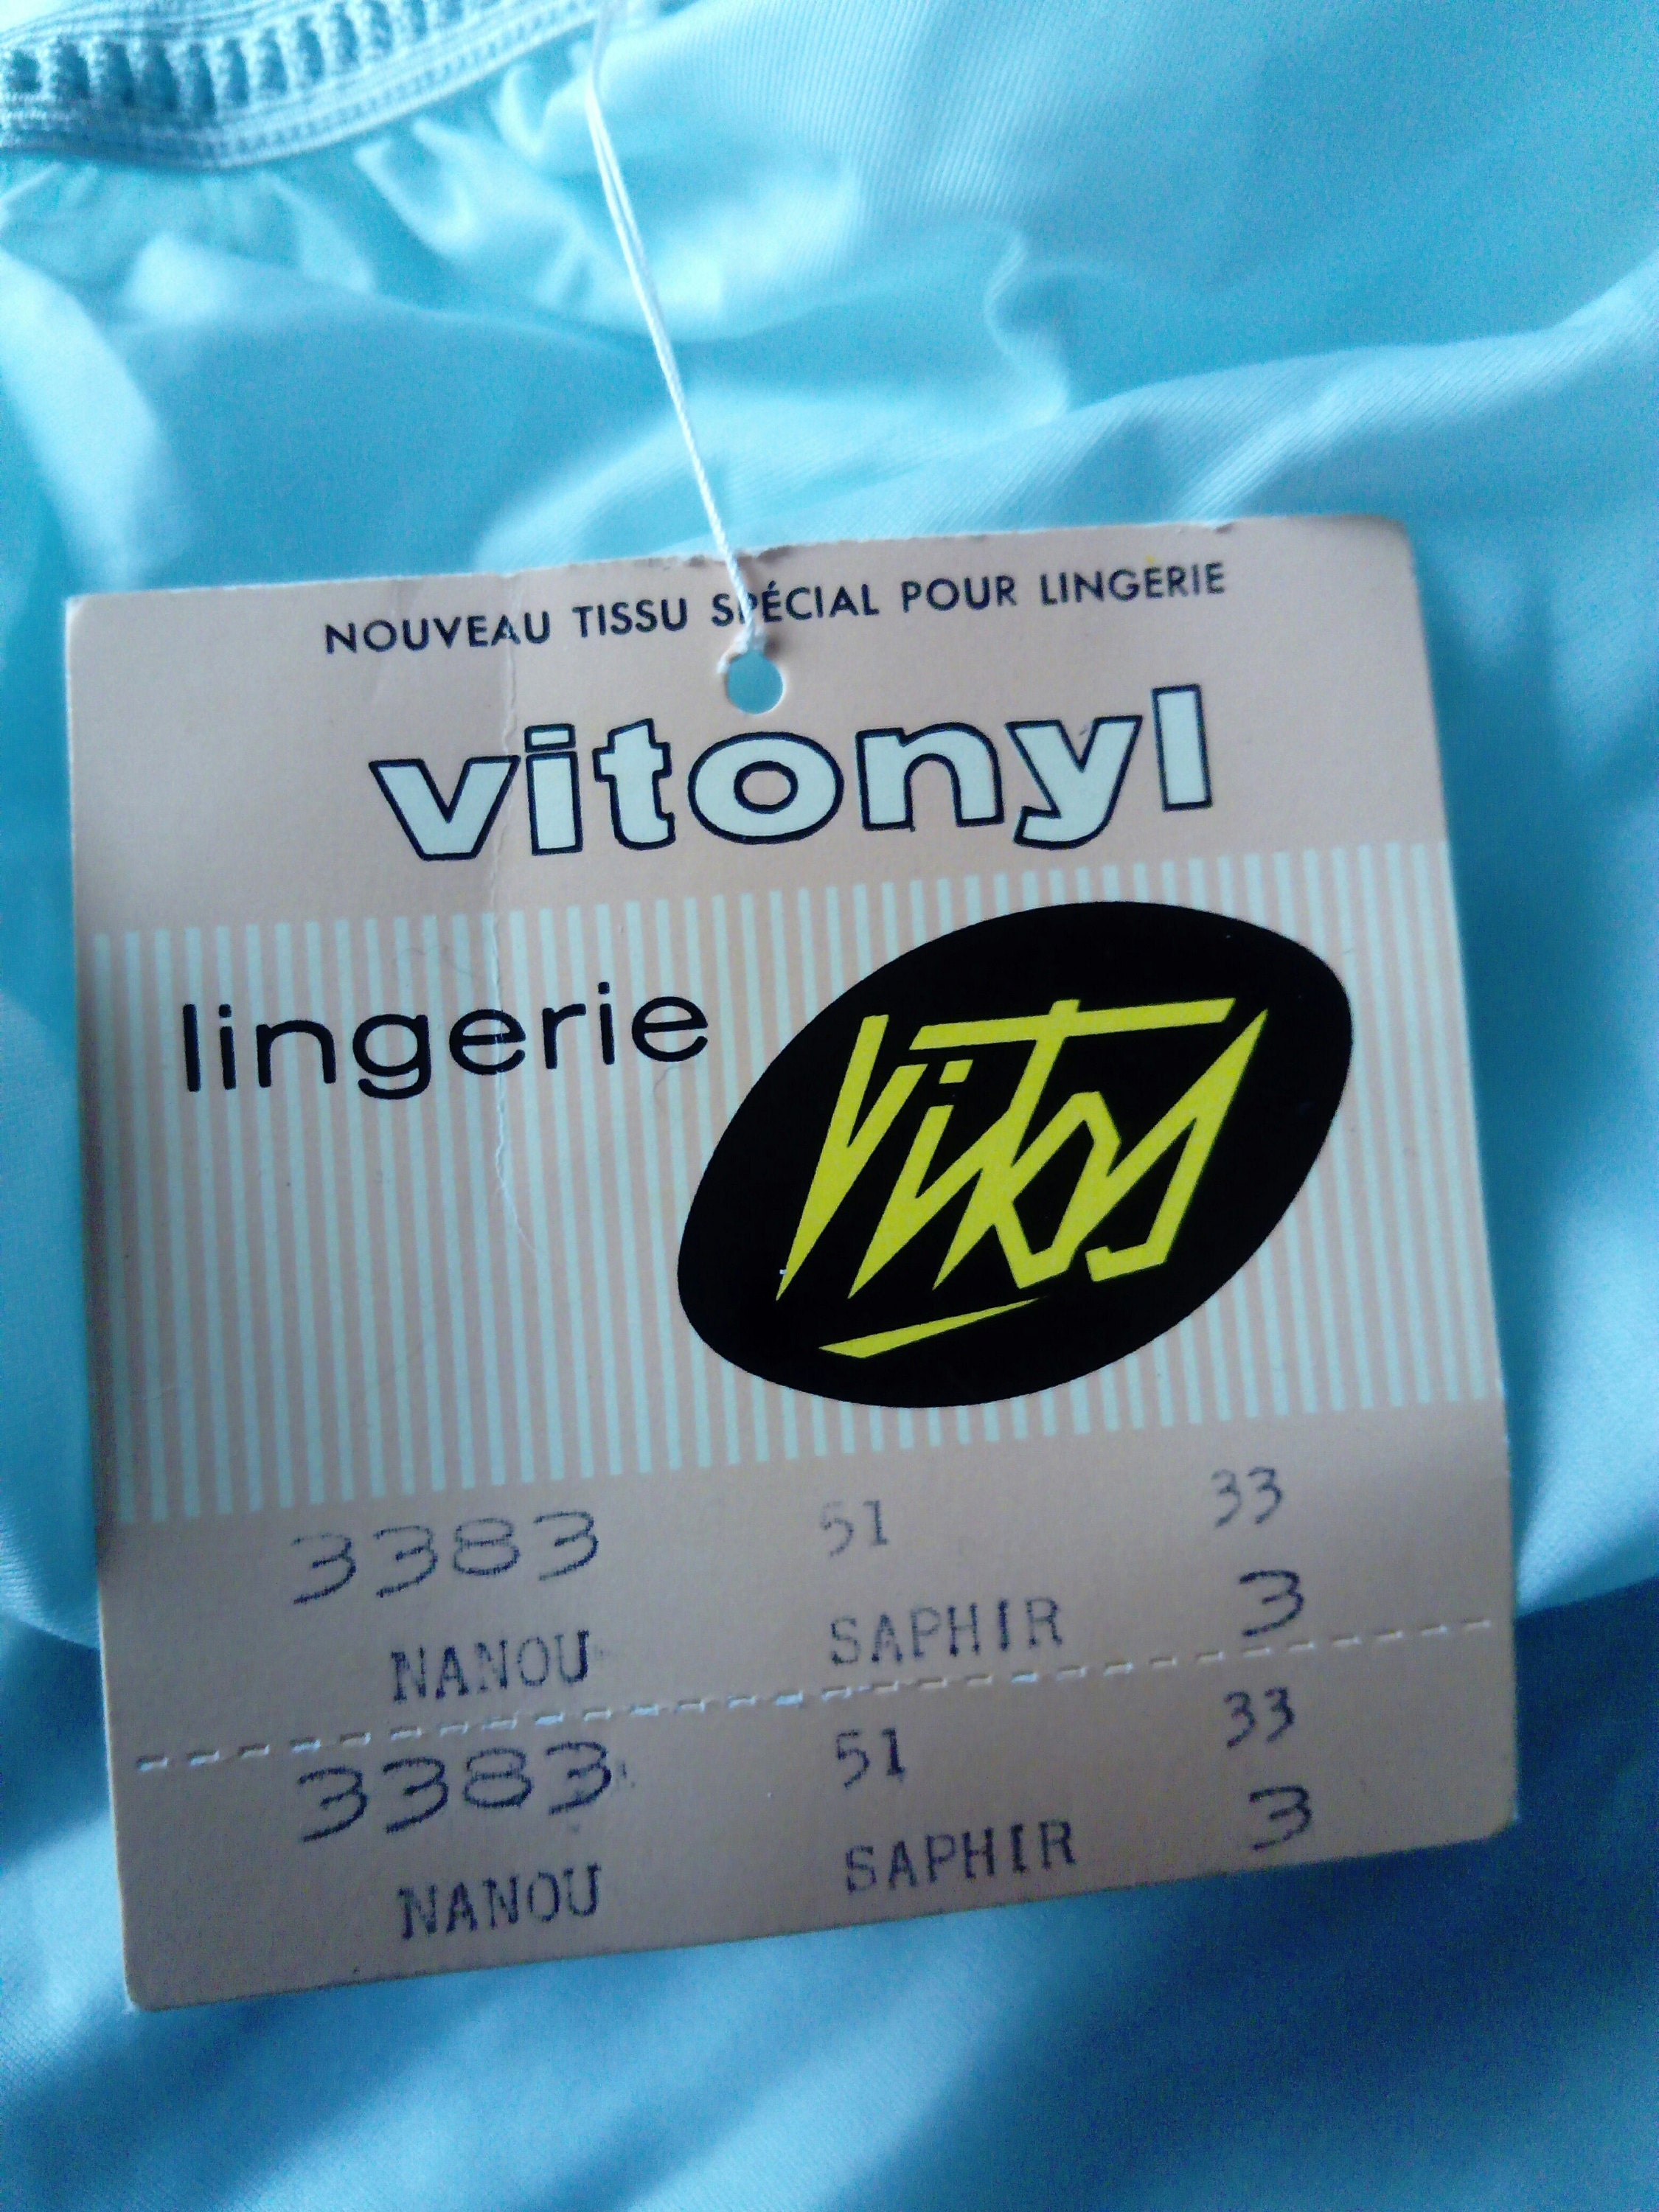 NOUVEAU TISSU SPÉCIAL POUR LINGERIE
vitonyl
lingerie
Vitos
3383 51 33
NANOU SAPHIR 3
3383 51 33
NANOU SAPHIR 3